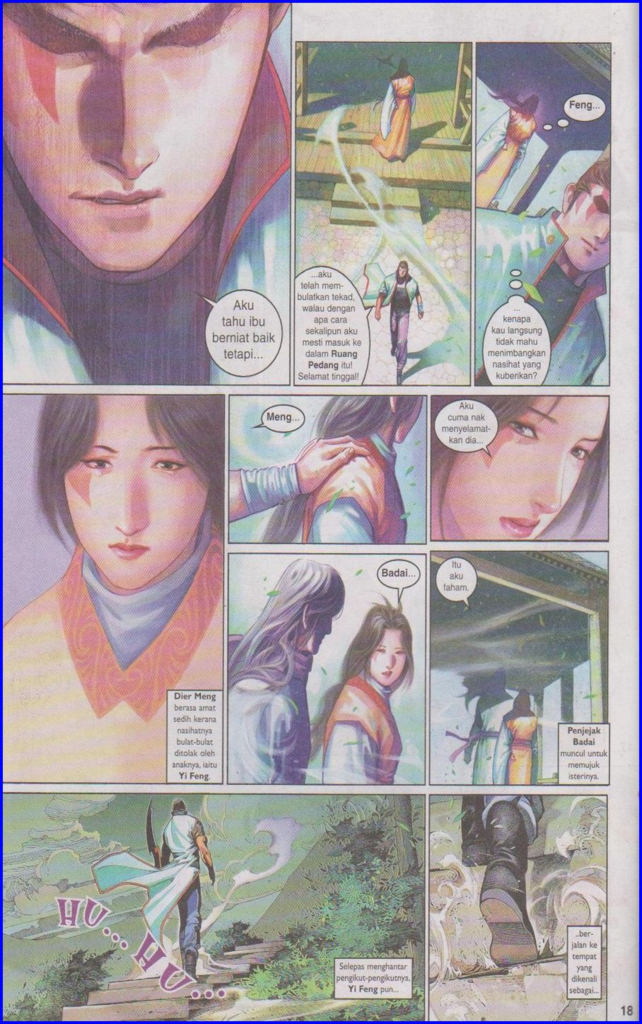 Aku
tahu ibu
berniat baik
tetapi...
...aku
telah mem-
bulatkan tekad,
walau dengan
apa cara
sekalipun aku
mesti masuk ke
dalam Ruang
Pedang itu!
Selamat tinggal!
Feng...
...
kenapa
kau langsung
tidak mahu
menimbangkan
nasihat yang
kuberikan?
Dier Meng
berasa amat
sedih kerana
nasihatnya
bulat-bulat
ditolak oleh
anaknya, iaitu
Yi Feng.
Meng...
Aku
cuma nak
menyelamat-
kan dia...
Badai...
Itu
aku
faham.
Penjejak
Badai
muncul untuk
memujuk
isterinya.
HU... HU...
Selepas menghantar
pengikut-pengikutnya,
Yi Feng pun...
..ber-
jalan ke
tempat
yang
dikenali
sebagai...
18